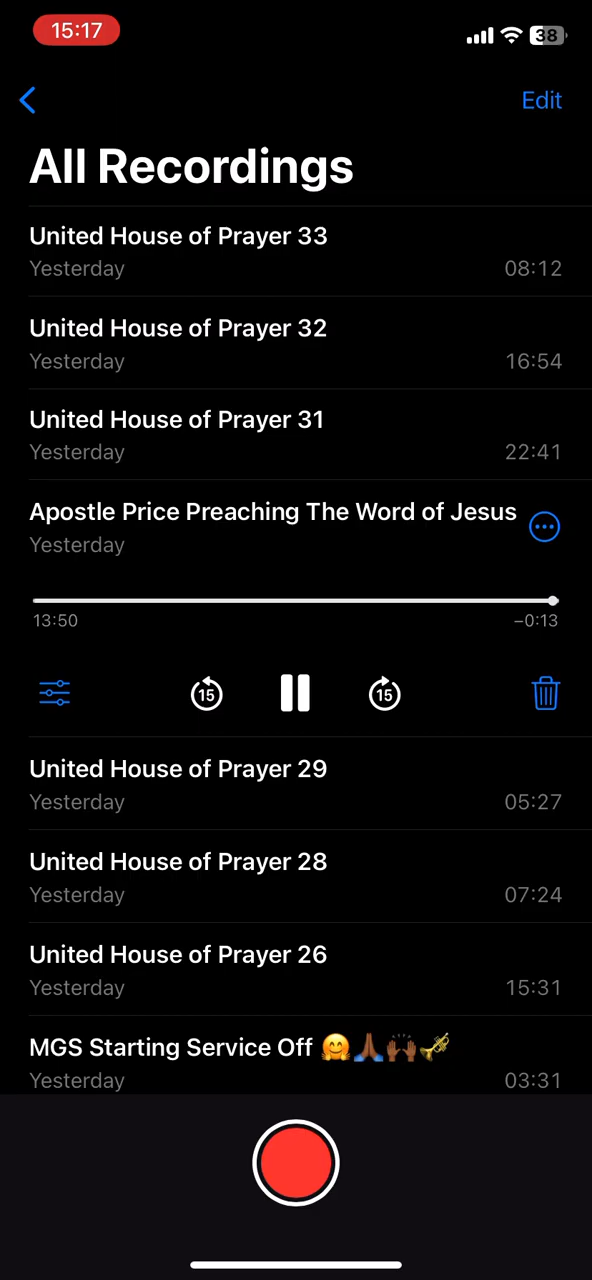 15:17
38
Edit
All Recordings
United House of Prayer 33
Yesterday
08:12
United House of Prayer 32
Yesterday
16:54
United House of Prayer 31
Yesterday
22:41
Apostle Price Preaching The Word of Jesus
Yesterday
13:50
−0:13
15
15
United House of Prayer 29
Yesterday
05:27
United House of Prayer 28
Yesterday
07:24
United House of Prayer 26
Yesterday
15:31
MGS Starting Service Off 🤗🙏🏾🙌🏾🎺
Yesterday
03:31